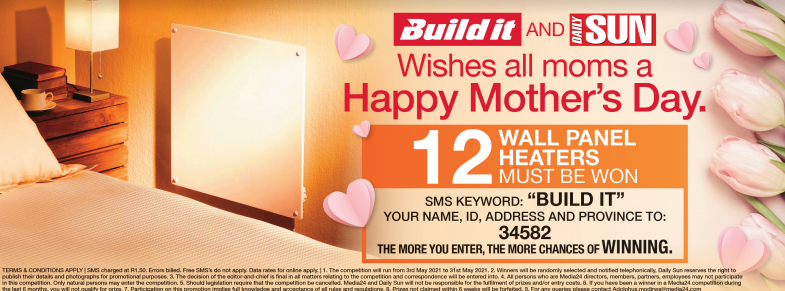 Build it AND DAILY SUN
Wishes all moms a
Happy Mother's Day.
12 WALL PANEL
HEATERS
MUST BE WON
SMS KEYWORD: "BUILD IT"
YOUR NAME, ID, ADDRESS AND PROVINCE TO:
34582
THE MORE YOU ENTER, THE MORE CHANCES OF WINNING.
TERMS & CONDITIONS APPLY | SMS charged at R1.50. Errors billed. Free SMS's do not apply. Data rates for online apply. | 1. The competition will run from 3rd May 2021 to 31st May 2021. 2. Winners will be randomly selected and notified telephonically, Daily Sun reserves the right to
publish their details and photographs for promotional purposes. 3. The decision of the editor-and-chief is final in all matters relating to the competition and correspondence will be entered into. 4. All persons who are Media24 directors, members, partners, employees may not participate
in this competition. Only natural persons may enter the competition. 5. Should legislation require that the competition be cancelled. Media24 and Daily Sun will not be responsible for the fulfilment of prizes and/or entry costs. 6. If you have been a winner in a Media24 competition during
the last 6 months, you will not qualify for prize. 7. Participation on this promotion implies full knowledge and acceptance of all rules and regulations. 8. Prizes not claimed within 6 weeks will be forfeited. 9. For any queries please contact